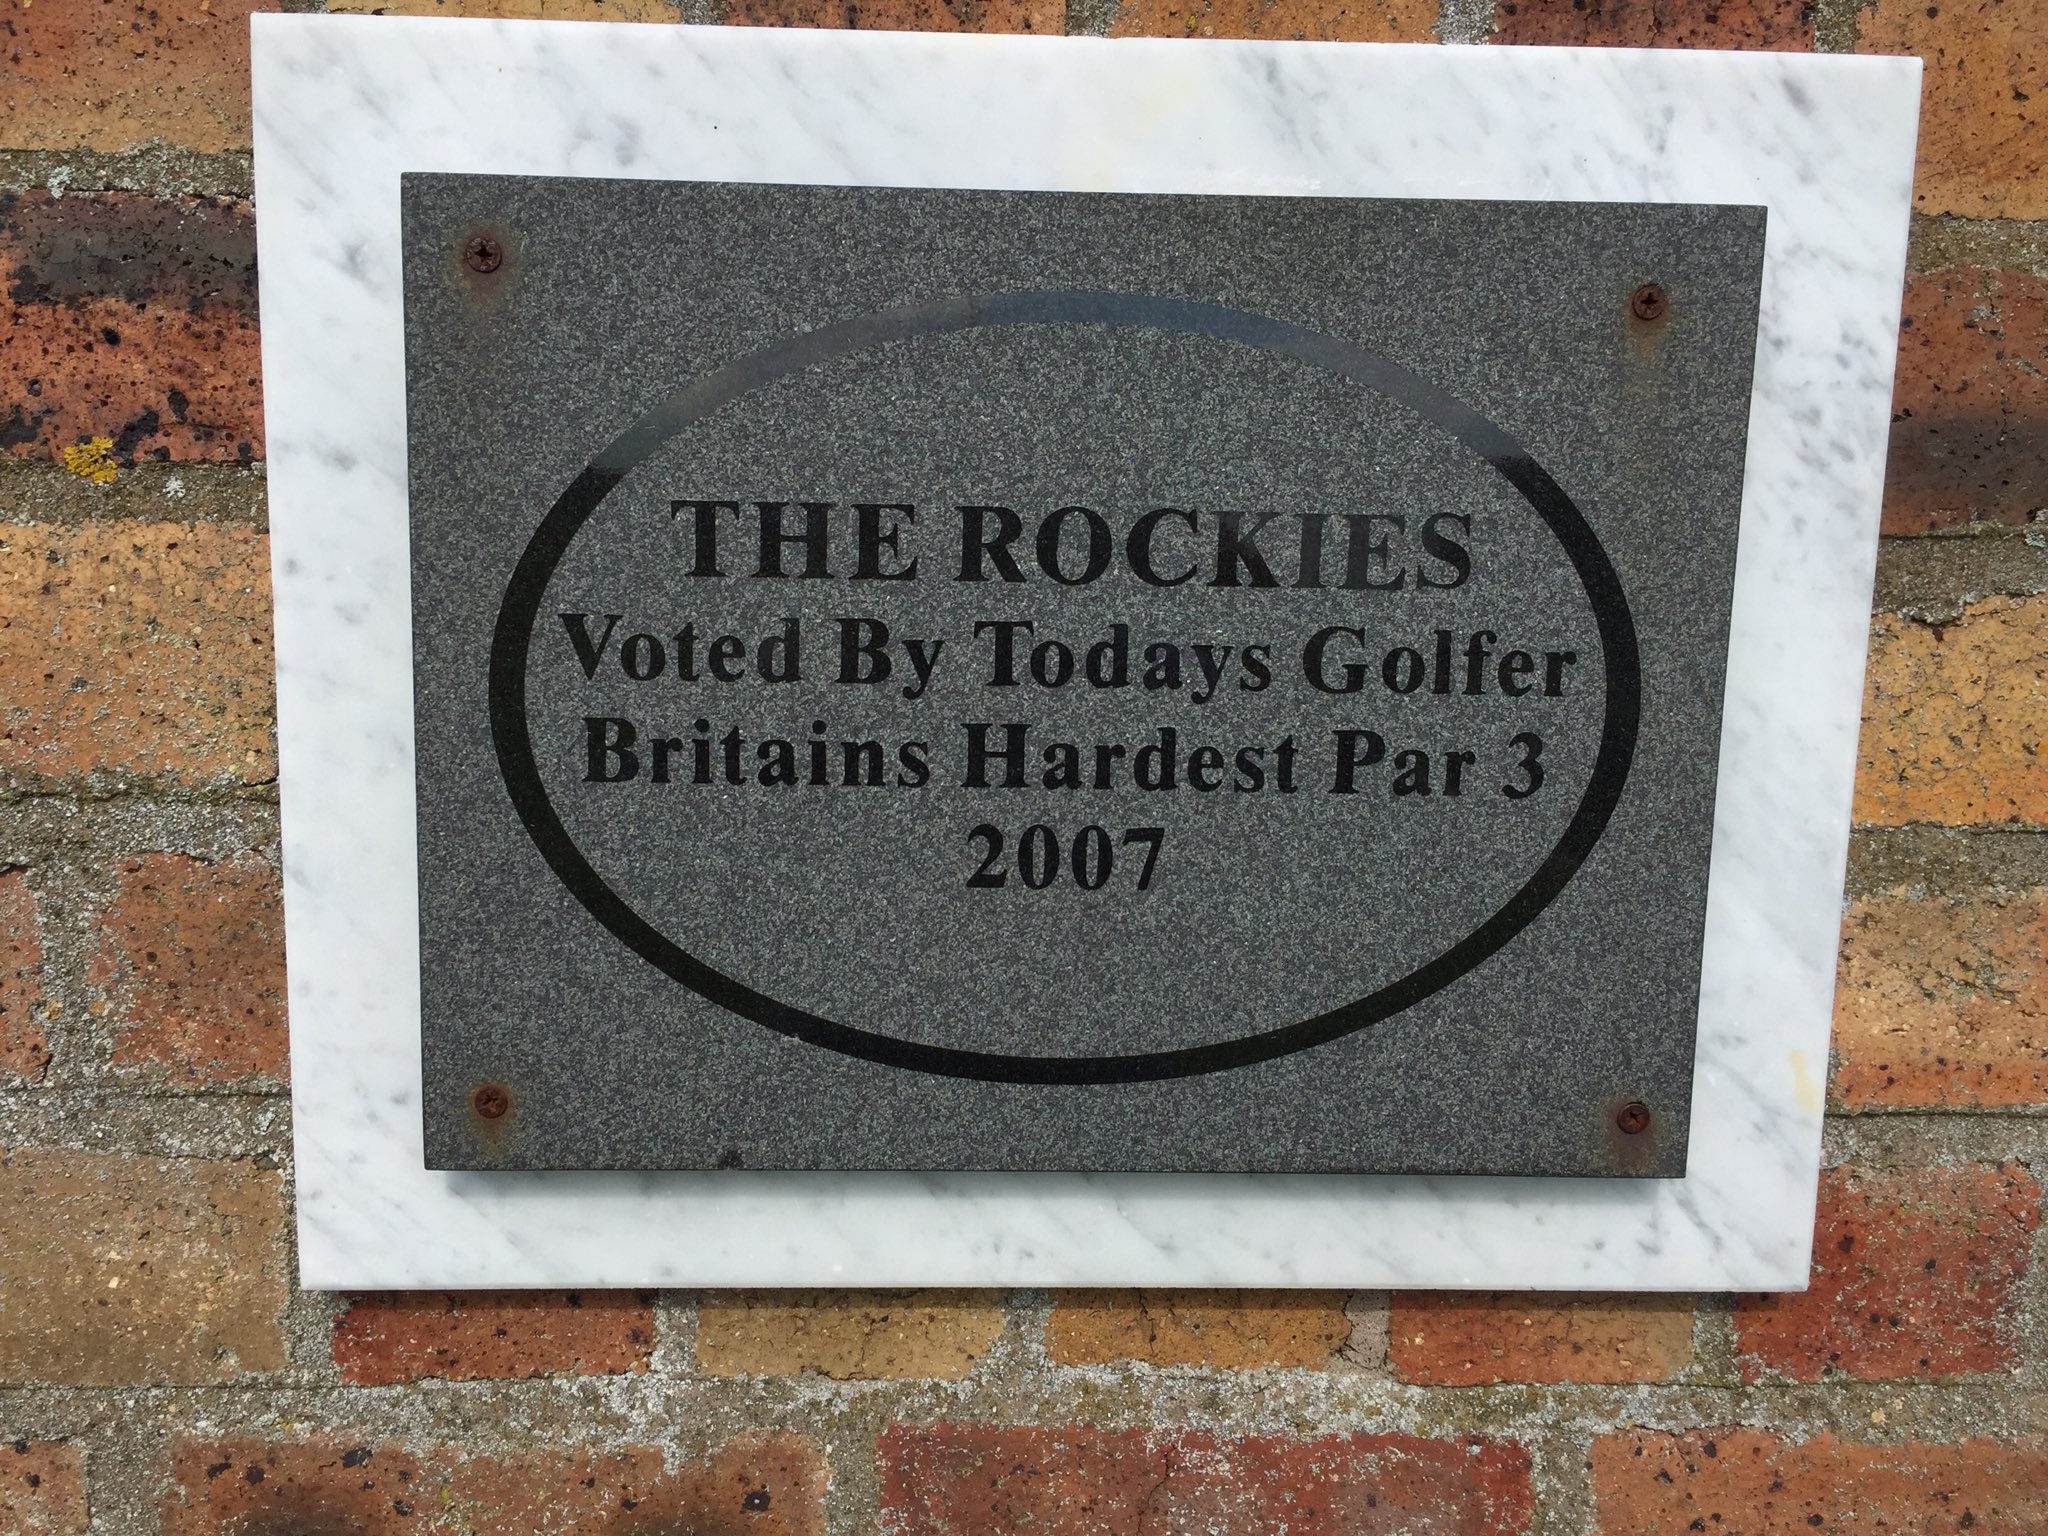 THE ROCKIES
Voted By Todays Golfer
Britains Hardest Par 3
2007